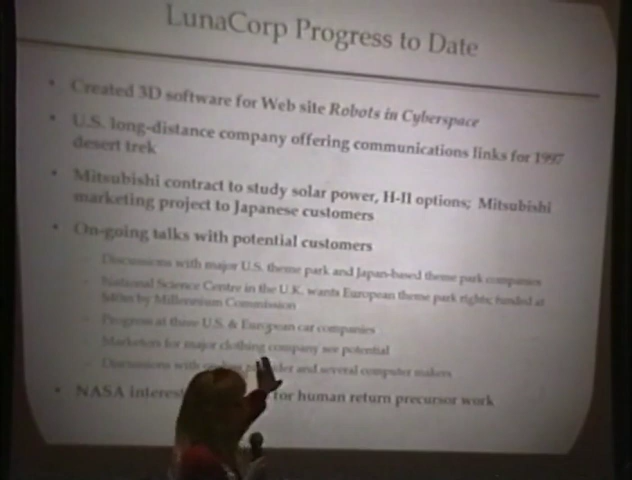 LunaCorp Progress to Date
• Created 3D software for Web site Robots in Cyberspace
• U.S. long-distance company offering communications links for 1997
desert trek
• Mitsubishi contract to study solar power, H-II options; Mitsubishi
marketing project to Japanese customers
• On-going talks with potential customers
– Discussions with major U.S. theme park and Japan-based theme park companies
– National Science Centre in the U.K. wants European theme park rights; funded at
by Millennium Commission
– Progress at three U.S. & European car companies
– Marketers for major clothing company see potential
– Discussions with and several computer makers
• NASA for human return precursor work